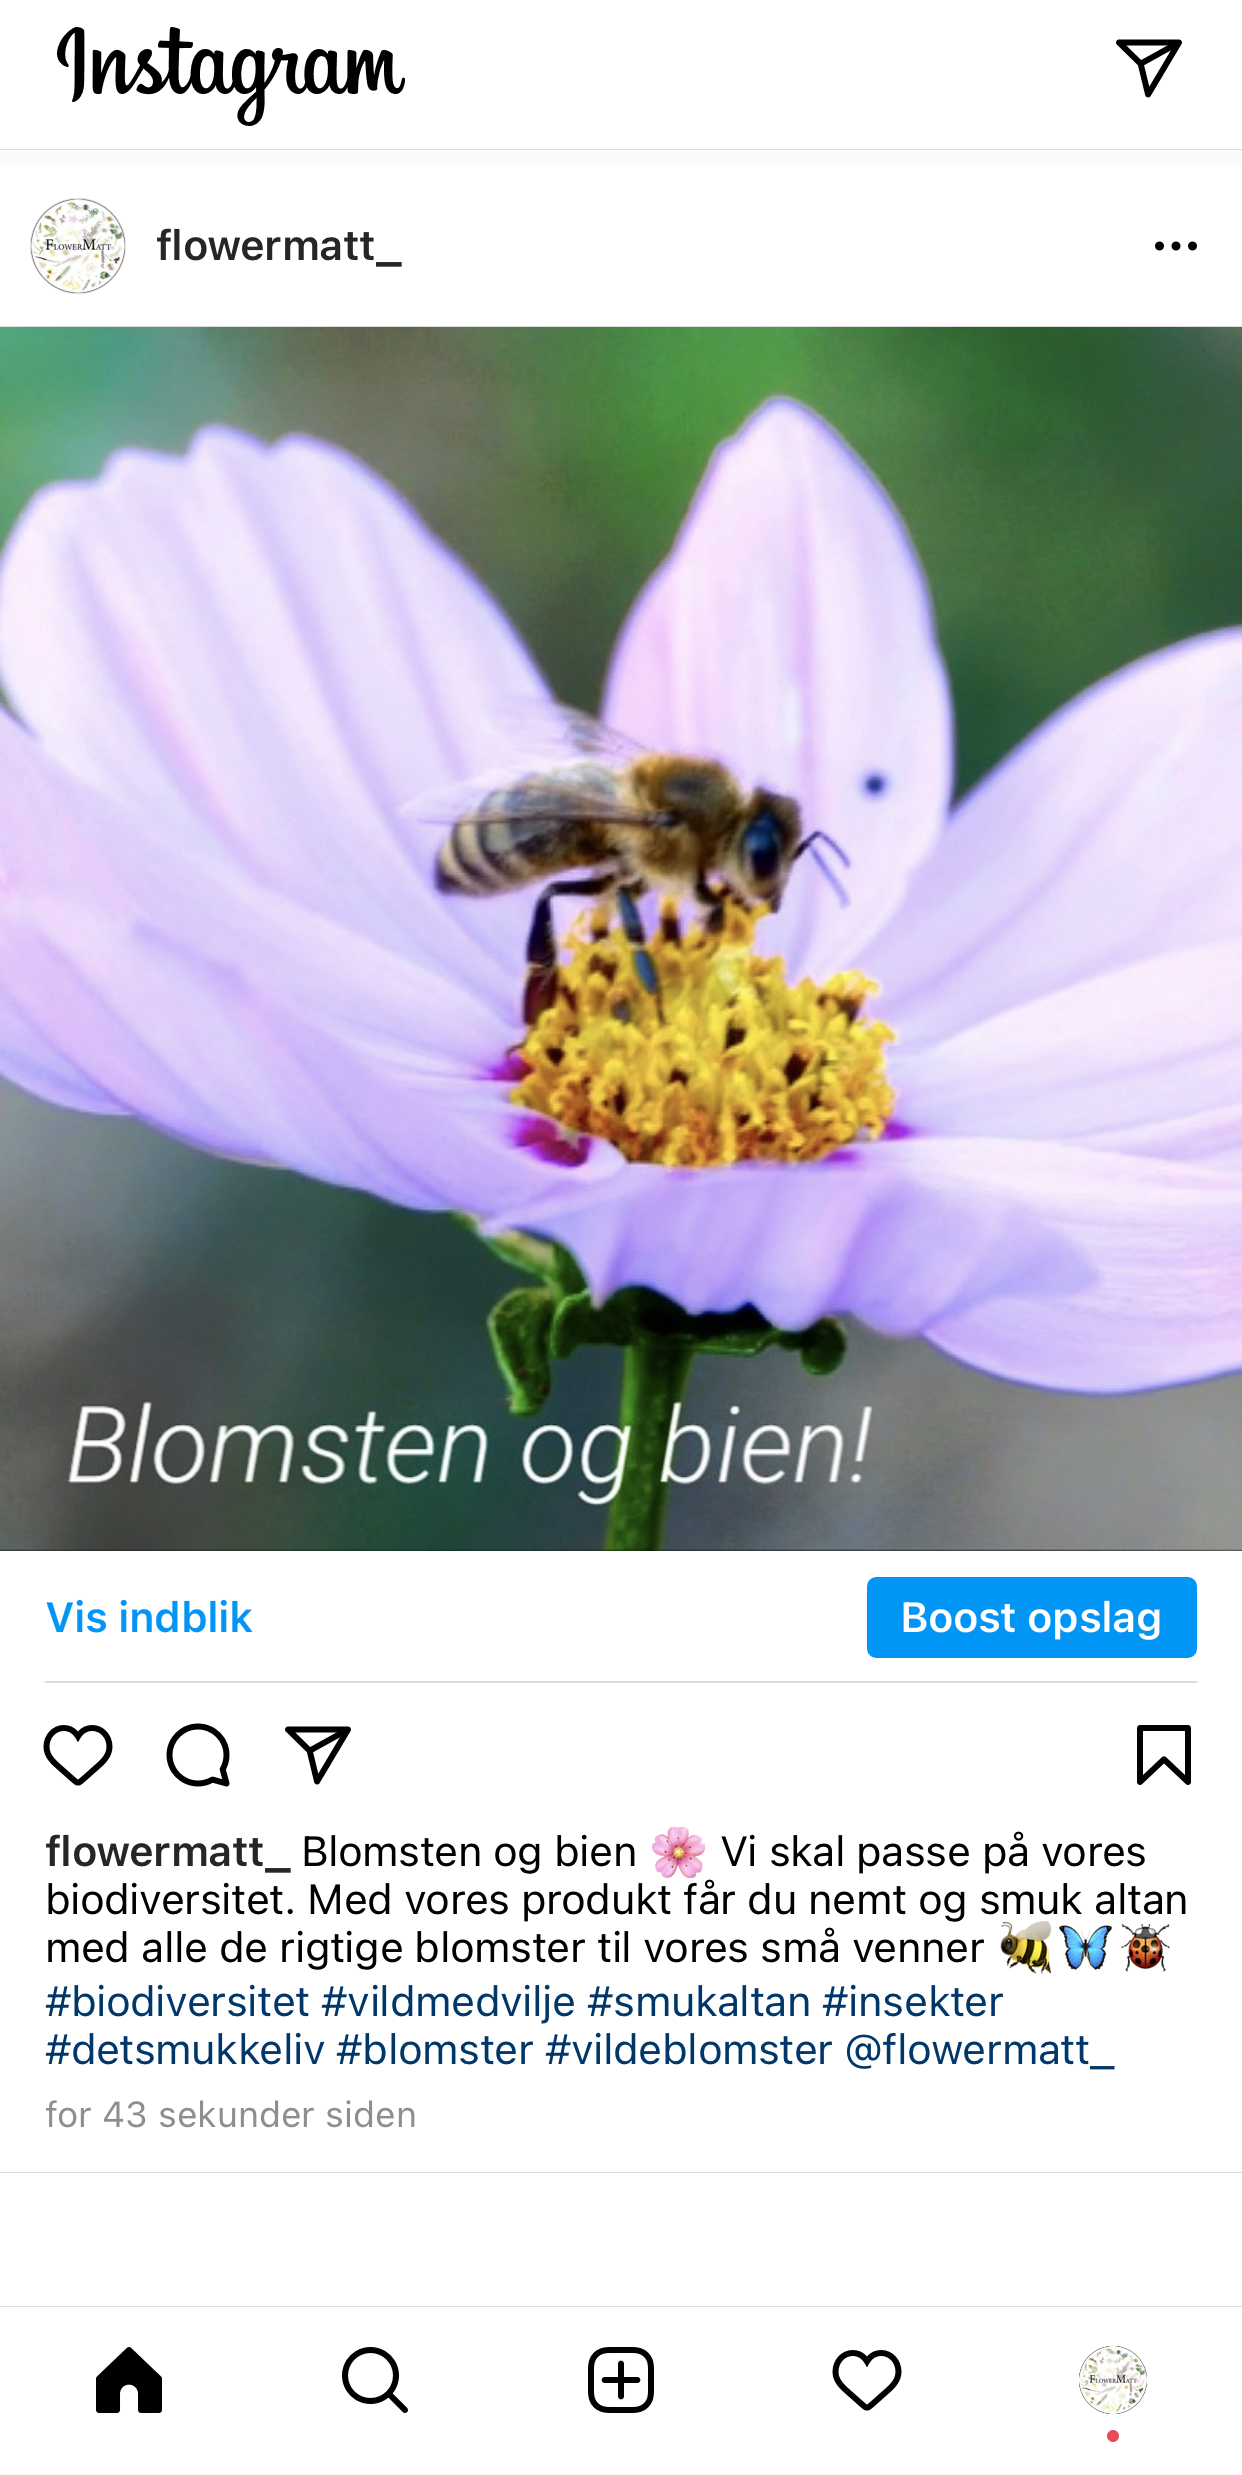 Instagram
FlowerMatt
flowermatt_
Blomsten og bien!
Vis indblik
Boost opslag
flowermatt_ Blomsten og bien 🌸 Vi skal passe på vores
biodiversitet. Med vores produkt får du nemt og smuk altan
med alle de rigtige blomster til vores små venner 🐝🦋🐞
#biodiversitet #vildmedvilje #smukaltan #insekter
#detsmukkeliv #blomster #vildeblomster @flowermatt_
for 43 sekunder siden
FlowerMatt